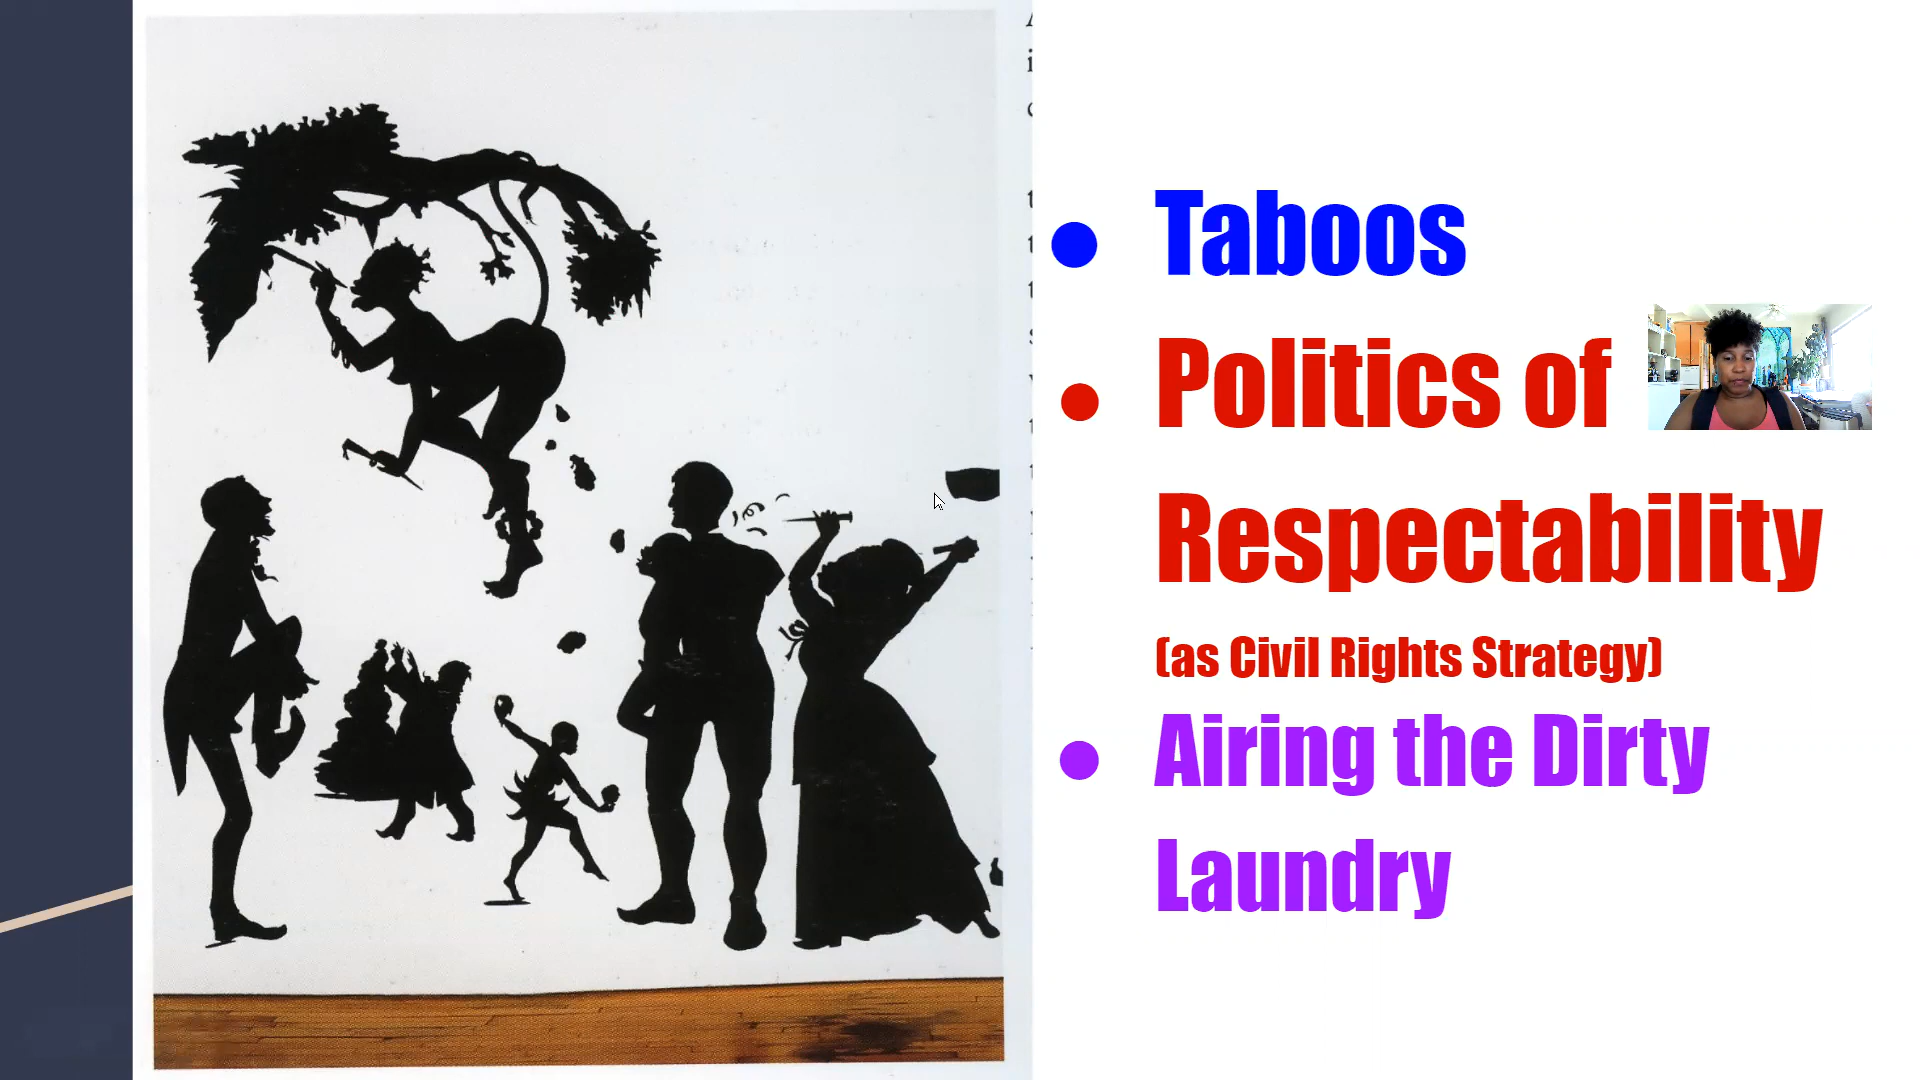 Taboos
Politics of
Respectability
(as Civil Rights Strategy)
Airing the Dirty
Laundry